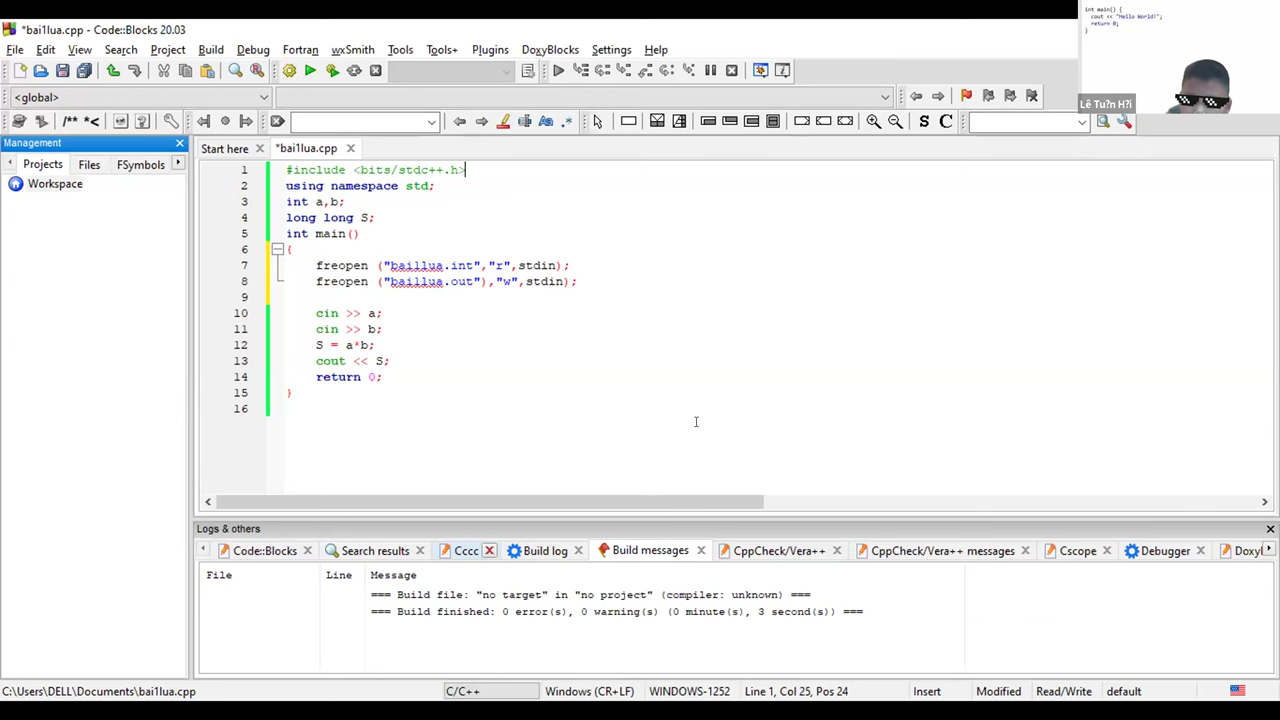 *bai1lua.cpp - Code::Blocks 20.03
File Edit View Search Project Build Debug Fortran wxSmith Tools Tools+ Plugins DoxyBlocks Settings Help
int main() {
cout << "Hello World!";
return 0;
}
<global>
Lê Tu?n H?i
/** *<
S C
Management
Projects Files FSymbols
Workspace
Start here *bai1lua.cpp
1 #include <bits/stdc++.h>
2 using namespace std;
3 int a,b;
4 long long S;
5 int main()
6 {
7 freopen ("baillua.int","r",stdin);
8 freopen ("baillua.out"),"w",stdin);
9
10 cin >> a;
11 cin >> b;
12 S = a*b;
13 cout << S;
14 return 0;
15 }
16
Logs & others
Code::Blocks Search results Cccc Build log Build messages CppCheck/Vera++ CppCheck/Vera++ messages Cscope Debugger Doxyl
File Line Message
=== Build file: "no target" in "no project" (compiler: unknown) ===
=== Build finished: 0 error(s), 0 warning(s) (0 minute(s), 3 second(s)) ===
C:\Users\DELL\Documents\bai1lua.cpp C/C++ Windows (CR+LF) WINDOWS-1252 Line 1, Col 25, Pos 24 Insert Modified Read/Write default